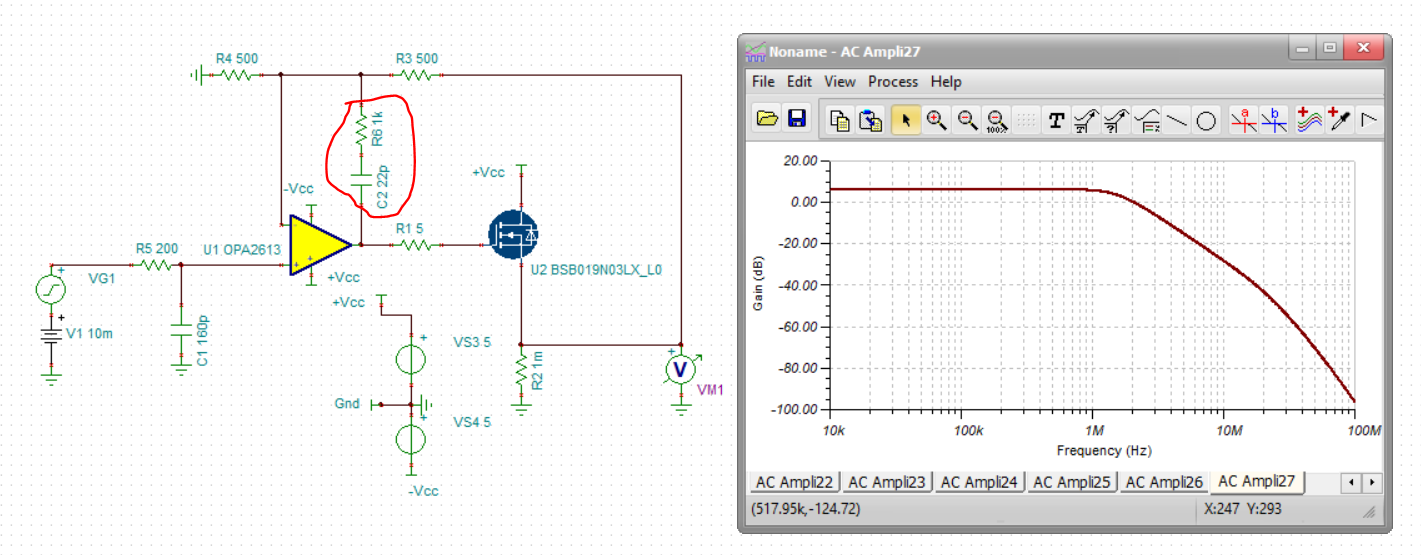 R4 500
R3 500
R6 1k
C2 22p
-Vcc
+Vcc
R5 200
U1 OPA2613
R1 5
VG1
+Vcc
U2 BSB019N03LX_L0
+Vcc
V1 10m
C1 160p
VS3 5
R2 1m
V
VM1
Gnd
VS4 5
-Vcc
Noname - AC Ampli27
File Edit View Process Help
100%
T
a
b
20.00
0.00
-20.00
-40.00
-60.00
-80.00
-100.00
Gain (dB)
10k 100k 1M 10M 100M
Frequency (Hz)
AC Ampli22 AC Ampli23 AC Ampli24 AC Ampli25 AC Ampli26 AC Ampli27
(517.95k,-124.72) X:247 Y:293